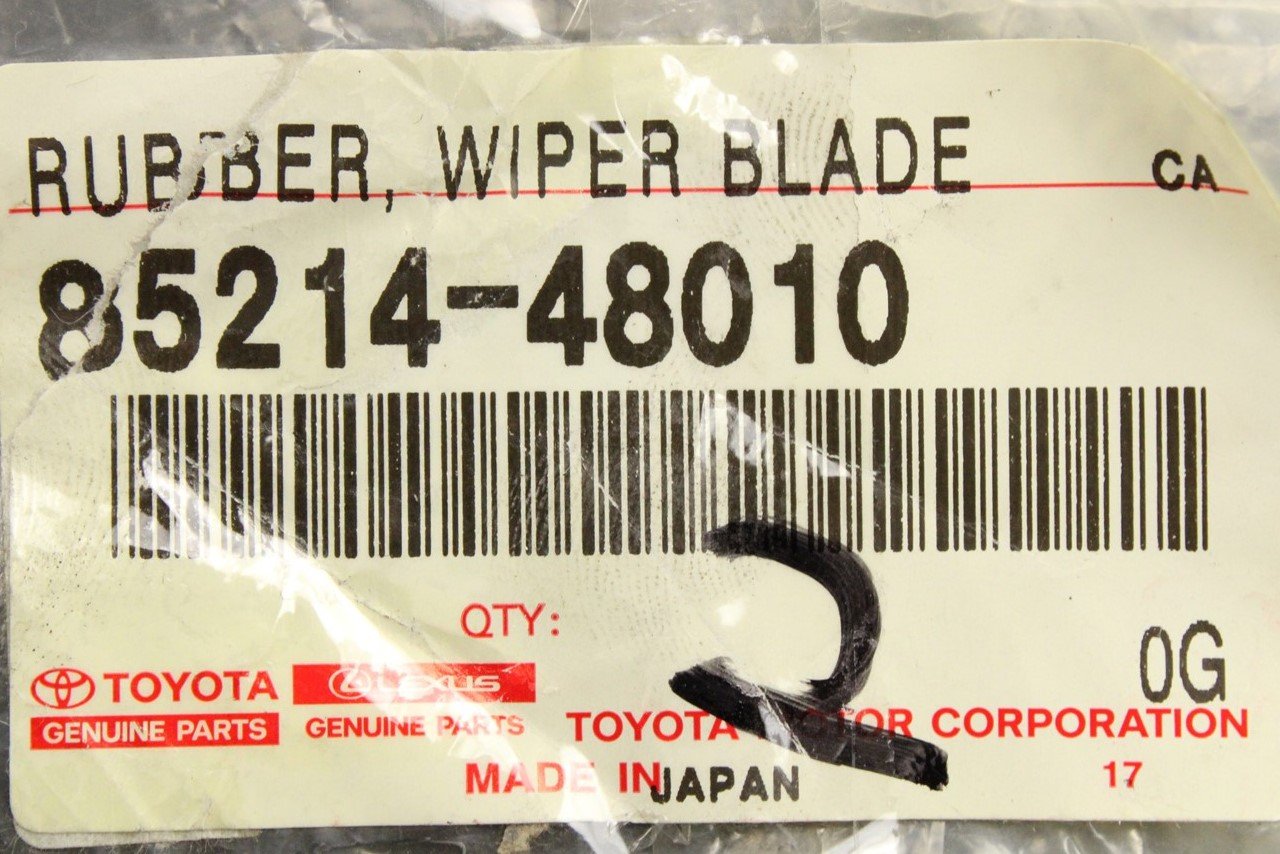 RUBBER, WIPER BLADE CA
85214-48010
QTY: 2
0G
TOYOTA LEXUS
GENUINE PARTS GENUINE PARTS TOYOTA MOTOR CORPORATION
MADE IN JAPAN 17